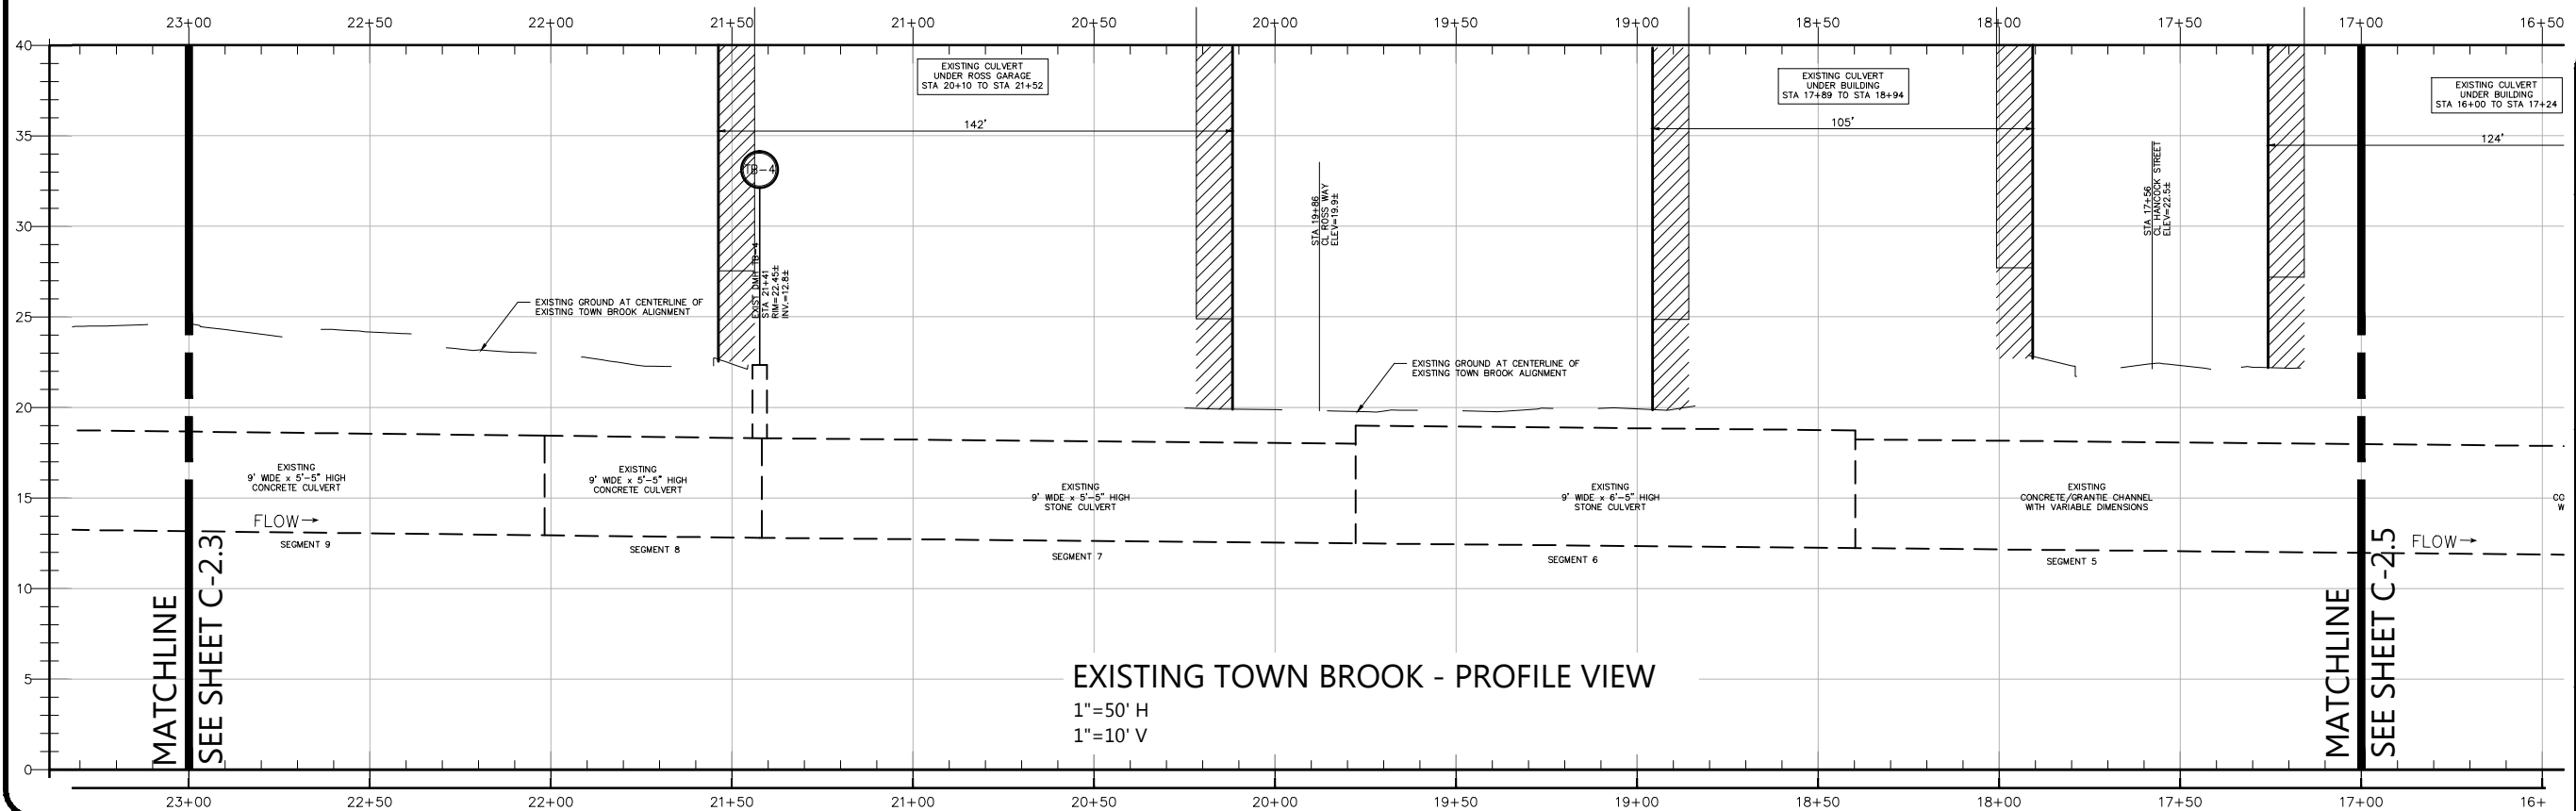 23+00 22+50 22+00 21+50 21+00 20+50 20+00 19+50 19+00 18+50 18+00 17+50 17+00 16+50
40
35
30
25
20
15
10
5
0
EXISTING CULVERT
UNDER ROSS GARAGE
STA 20+10 TO STA 21+52
142'
EXISTING CULVERT
UNDER BUILDING
STA 17+89 TO STA 18+94
105'
EXISTING CULVERT
UNDER BUILDING
STA 16+00 TO STA 17+24
124'
TB-4
EXIST DMH TB-4
STA 21+41
RIM=22.45±
INV.=12.8±
STA 19+86
CL ROSS WAY
ELEV=19.9±
STA 17+56
CL HANCOCK STREET
ELEV=22.5±
EXISTING GROUND AT CENTERLINE OF
EXISTING TOWN BROOK ALIGNMENT
EXISTING GROUND AT CENTERLINE OF
EXISTING TOWN BROOK ALIGNMENT
EXISTING
9' WIDE x 5'-5" HIGH
CONCRETE CULVERT
EXISTING
9' WIDE x 5'-5" HIGH
CONCRETE CULVERT
EXISTING
9' WIDE x 5'-5" HIGH
STONE CULVERT
EXISTING
9' WIDE x 6'-5" HIGH
STONE CULVERT
EXISTING
CONCRETE/GRANTIE CHANNEL
WITH VARIABLE DIMENSIONS
CO
W
FLOW
FLOW
SEGMENT 9
SEGMENT 8
SEGMENT 7
SEGMENT 6
SEGMENT 5
MATCHLINE
SEE SHEET C-2.3
MATCHLINE
SEE SHEET C-2.5
EXISTING TOWN BROOK - PROFILE VIEW
1"=50' H
1"=10' V
23+00 22+50 22+00 21+50 21+00 20+50 20+00 19+50 19+00 18+50 18+00 17+50 17+00 16+